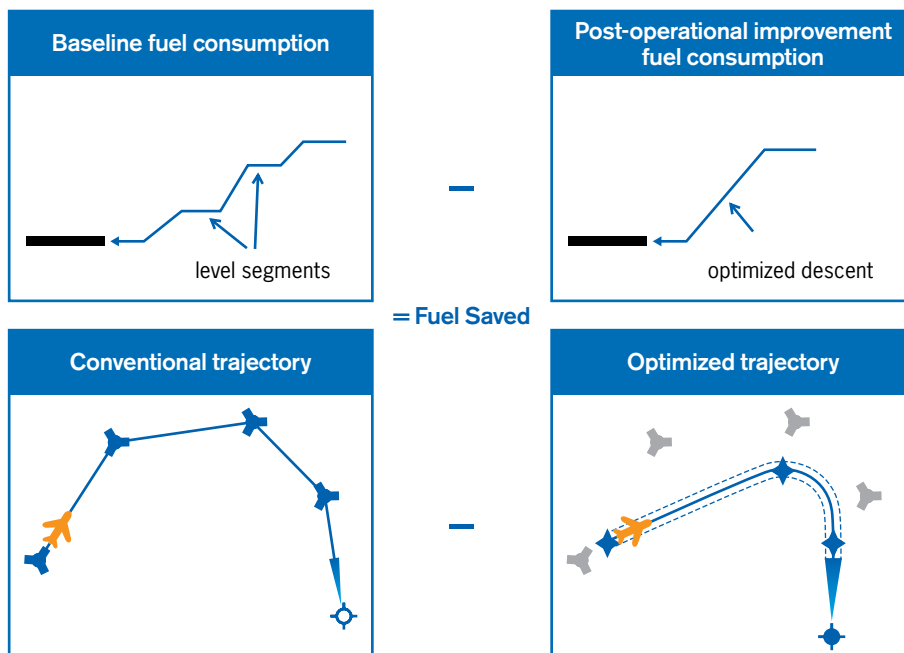 Baseline fuel consumption
Post-operational improvement
fuel consumption
–
level segments
optimized descent
= Fuel Saved
Conventional trajectory
Optimized trajectory
–